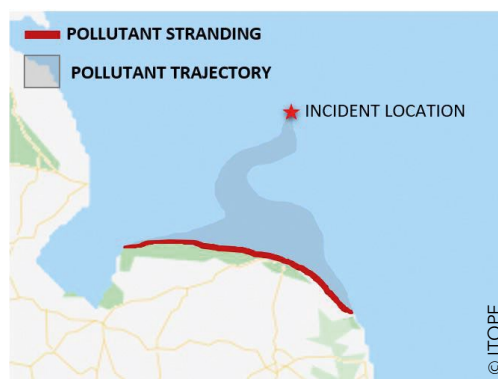 POLLUTANT STRANDING
POLLUTANT TRAJECTORY
INCIDENT LOCATION
© ITOPF